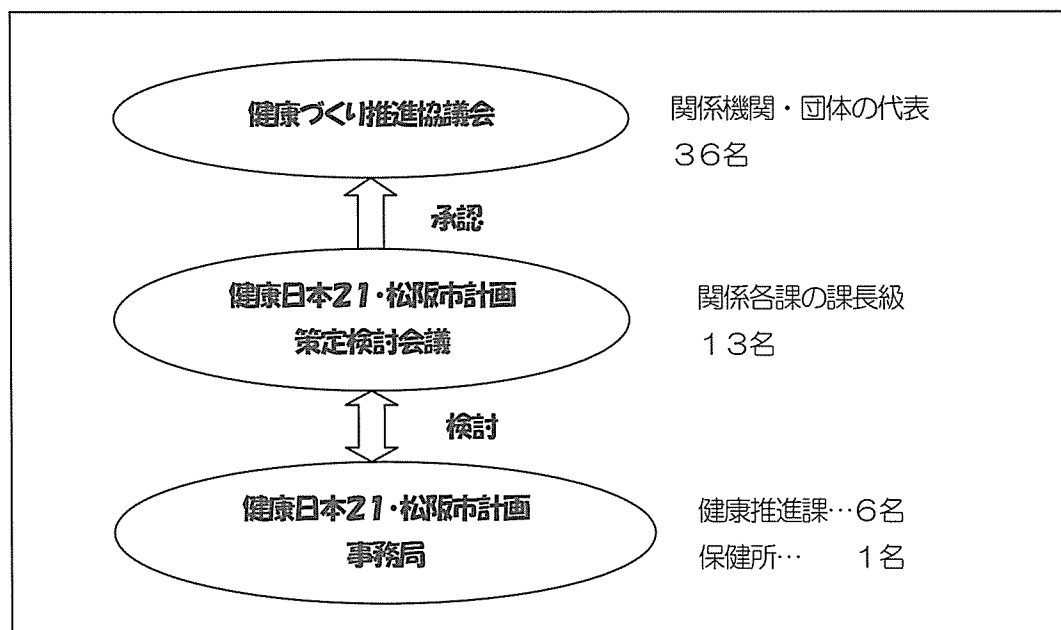 健康づくり推進協議会
関係機関・団体の代表
３６名
承認
健康日本２１・松阪市計画
策定検討会議
関係各課の課長級
１３名
検討
健康日本２１・松阪市計画
事務局
健康推進課…６名
保健所…　　１名